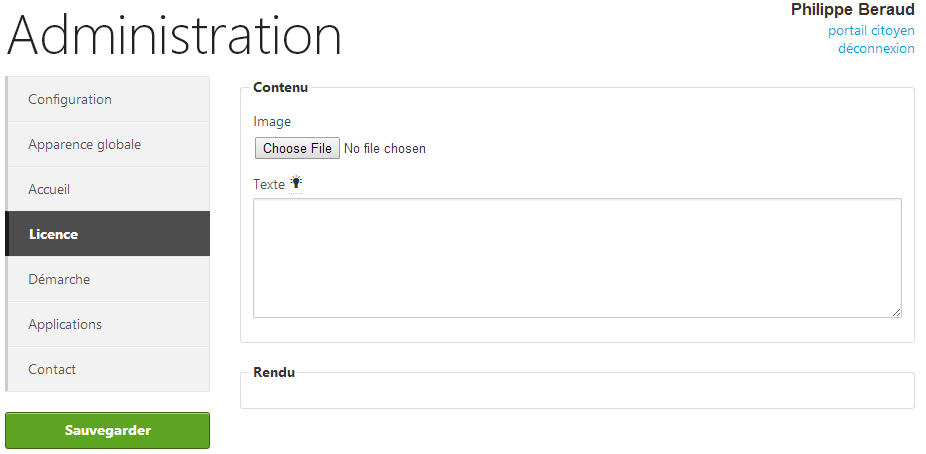 Administration
Philippe Beraud
portail citoyen
déconnexion
Configuration
Apparence globale
Accueil
Licence
Démarche
Applications
Contact
Sauvegarder
Contenu
Image
Choose File No file chosen
Texte
Rendu